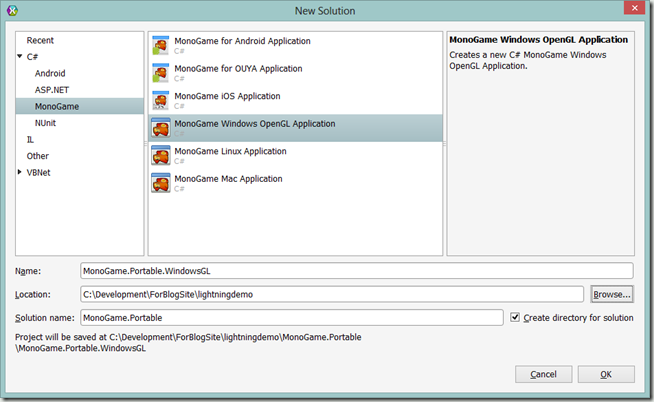 New Solution
Recent
C#
Android
ASP.NET
MonoGame
NUnit
IL
Other
VBNet
MonoGame for Android Application
C#
MonoGame for OUYA Application
C#
MonoGame iOS Application
C#
MonoGame Windows OpenGL Application
C#
MonoGame Linux Application
C#
MonoGame Mac Application
C#
MonoGame Windows OpenGL Application
Creates a new C# MonoGame Windows
OpenGL Application.
Name: MonoGame.Portable.WindowsGL
Location: C:\Development\ForBlogSite\lightningdemo Browse...
Solution name: MonoGame.Portable Create directory for solution
Project will be saved at C:\Development\ForBlogSite\lightningdemo\MonoGame.Portable
\MonoGame.Portable.WindowsGL
Cancel OK